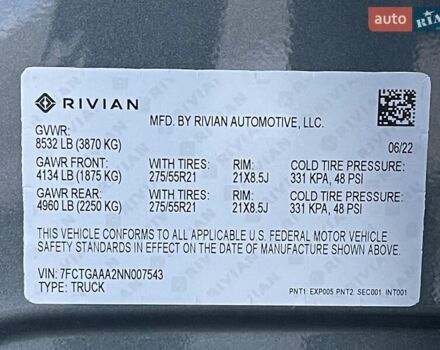 auto RIA
RIVIAN
MFD. BY RIVIAN AUTOMOTIVE, LLC.
GVWR:
8532 LB (3870 KG) 06/22
GAWR FRONT: WITH TIRES: RIM: COLD TIRE PRESSURE:
4134 LB (1875 KG) 275/55R21 21X8.5J 331 KPA, 48 PSI
GAWR REAR: WITH TIRES: RIM: COLD TIRE PRESSURE:
4960 LB (2250 KG) 275/55R21 21X8.5J 331 KPA, 48 PSI
THIS VEHICLE CONFORMS TO ALL APPLICABLE U.S. FEDERAL MOTOR VEHICLE
SAFETY STANDARDS IN EFFECT ON THE DATE OF
MANUFACTURE SHOWN ABOVE.
VIN: 7FCTGAAA2NN007543
TYPE: TRUCK PNT1: EXP005 PNT2: SEC001 INT001